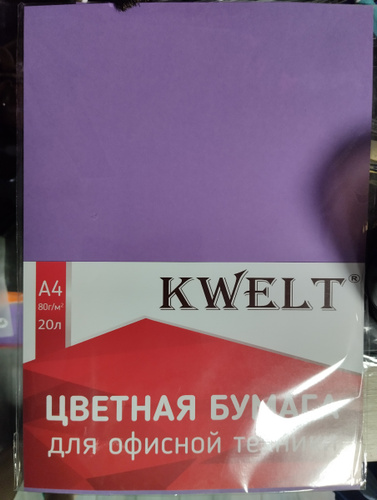 A4
80г/м²
20л
KWELT®
ЦВЕТНАЯ БУМАГА
для офисной техники